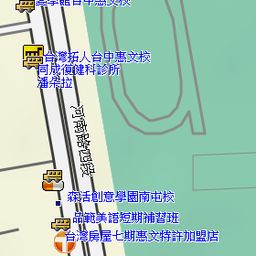 台灣拓人台中惠文校
同成復健科診所
潘朵拉
河南路四段
森活創意學園南屯校
品範美語短期補習班
台灣房屋七期惠文特許加盟店